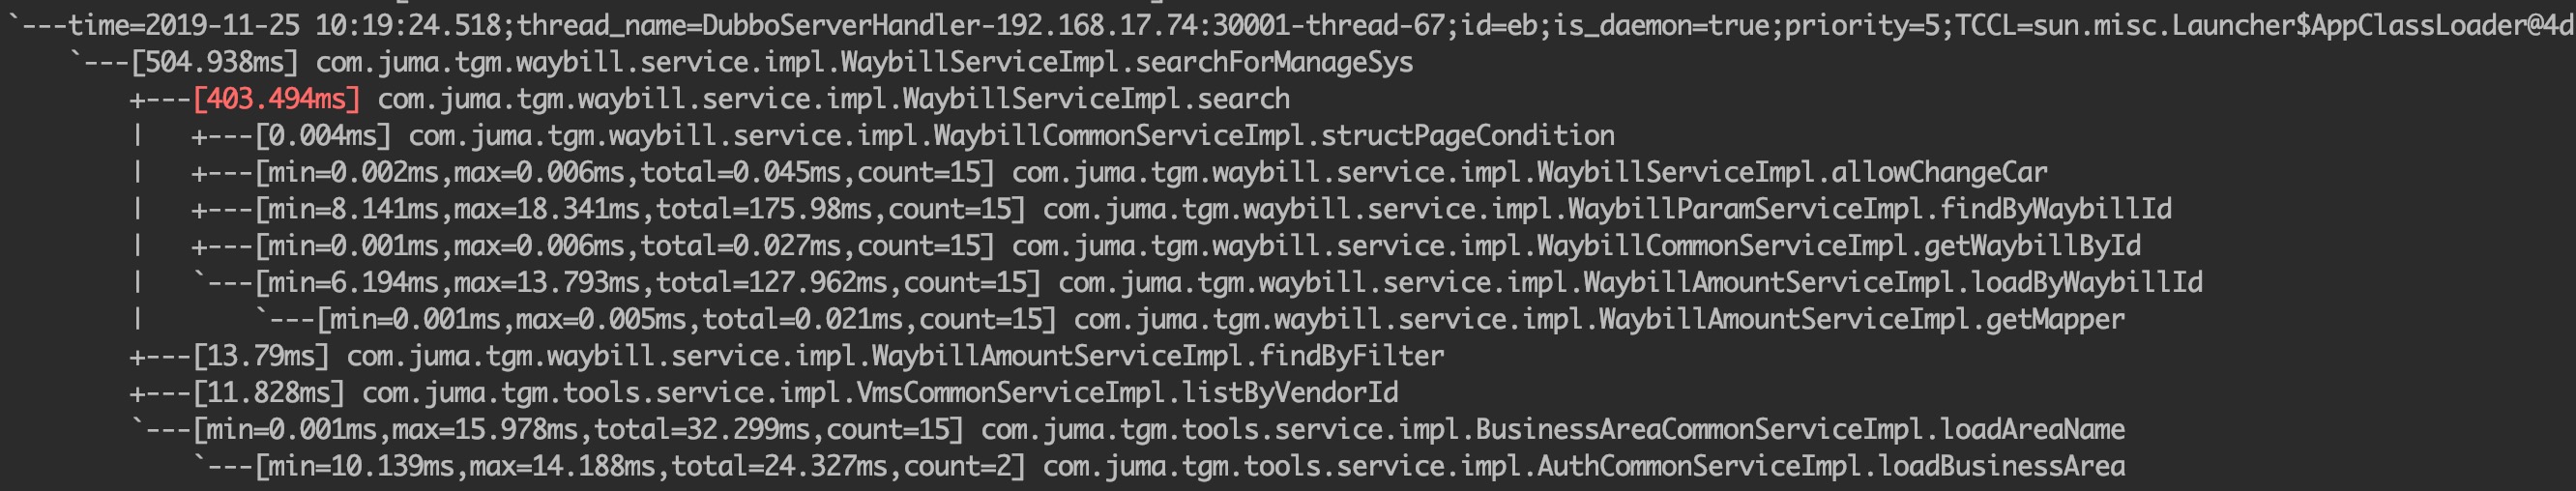 `---time=2019-11-25 10:19:24.518;thread_name=DubboServerHandler-192.168.17.74:30001-thread-67;id=eb;is_daemon=true;priority=5;TCCL=sun.misc.Launcher$AppClassLoader@4d
    `---[504.938ms] com.juma.tgm.waybill.service.impl.WaybillServiceImpl.searchForManageSys
        +---[403.494ms] com.juma.tgm.waybill.service.impl.WaybillServiceImpl.search
        |   +---[0.004ms] com.juma.tgm.waybill.service.impl.WaybillCommonServiceImpl.structPageCondition
        |   +---[min=0.002ms,max=0.006ms,total=0.045ms,count=15] com.juma.tgm.waybill.service.impl.WaybillServiceImpl.allowChangeCar
        |   +---[min=8.141ms,max=18.341ms,total=175.98ms,count=15] com.juma.tgm.waybill.service.impl.WaybillParamServiceImpl.findByWaybillId
        |   +---[min=0.001ms,max=0.006ms,total=0.027ms,count=15] com.juma.tgm.waybill.service.impl.WaybillCommonServiceImpl.getWaybillById
        |   `---[min=6.194ms,max=13.793ms,total=127.962ms,count=15] com.juma.tgm.waybill.service.impl.WaybillAmountServiceImpl.loadByWaybillId
        |       `---[min=0.001ms,max=0.005ms,total=0.021ms,count=15] com.juma.tgm.waybill.service.impl.WaybillAmountServiceImpl.getMapper
        +---[13.79ms] com.juma.tgm.waybill.service.impl.WaybillAmountServiceImpl.findByFilter
        +---[11.828ms] com.juma.tgm.tools.service.impl.VmsCommonServiceImpl.listByVendorId
        `---[min=0.001ms,max=15.978ms,total=32.299ms,count=15] com.juma.tgm.tools.service.impl.BusinessAreaCommonServiceImpl.loadAreaName
            `---[min=10.139ms,max=14.188ms,total=24.327ms,count=2] com.juma.tgm.tools.service.impl.AuthCommonServiceImpl.loadBusinessArea